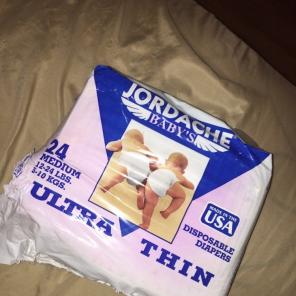 JORDACHE
BABY'S
24
MEDIUM
12-24 LBS.
5-10 KGS.
ULTRA
THIN
MADE IN THE
USA
DISPOSABLE
DIAPERS